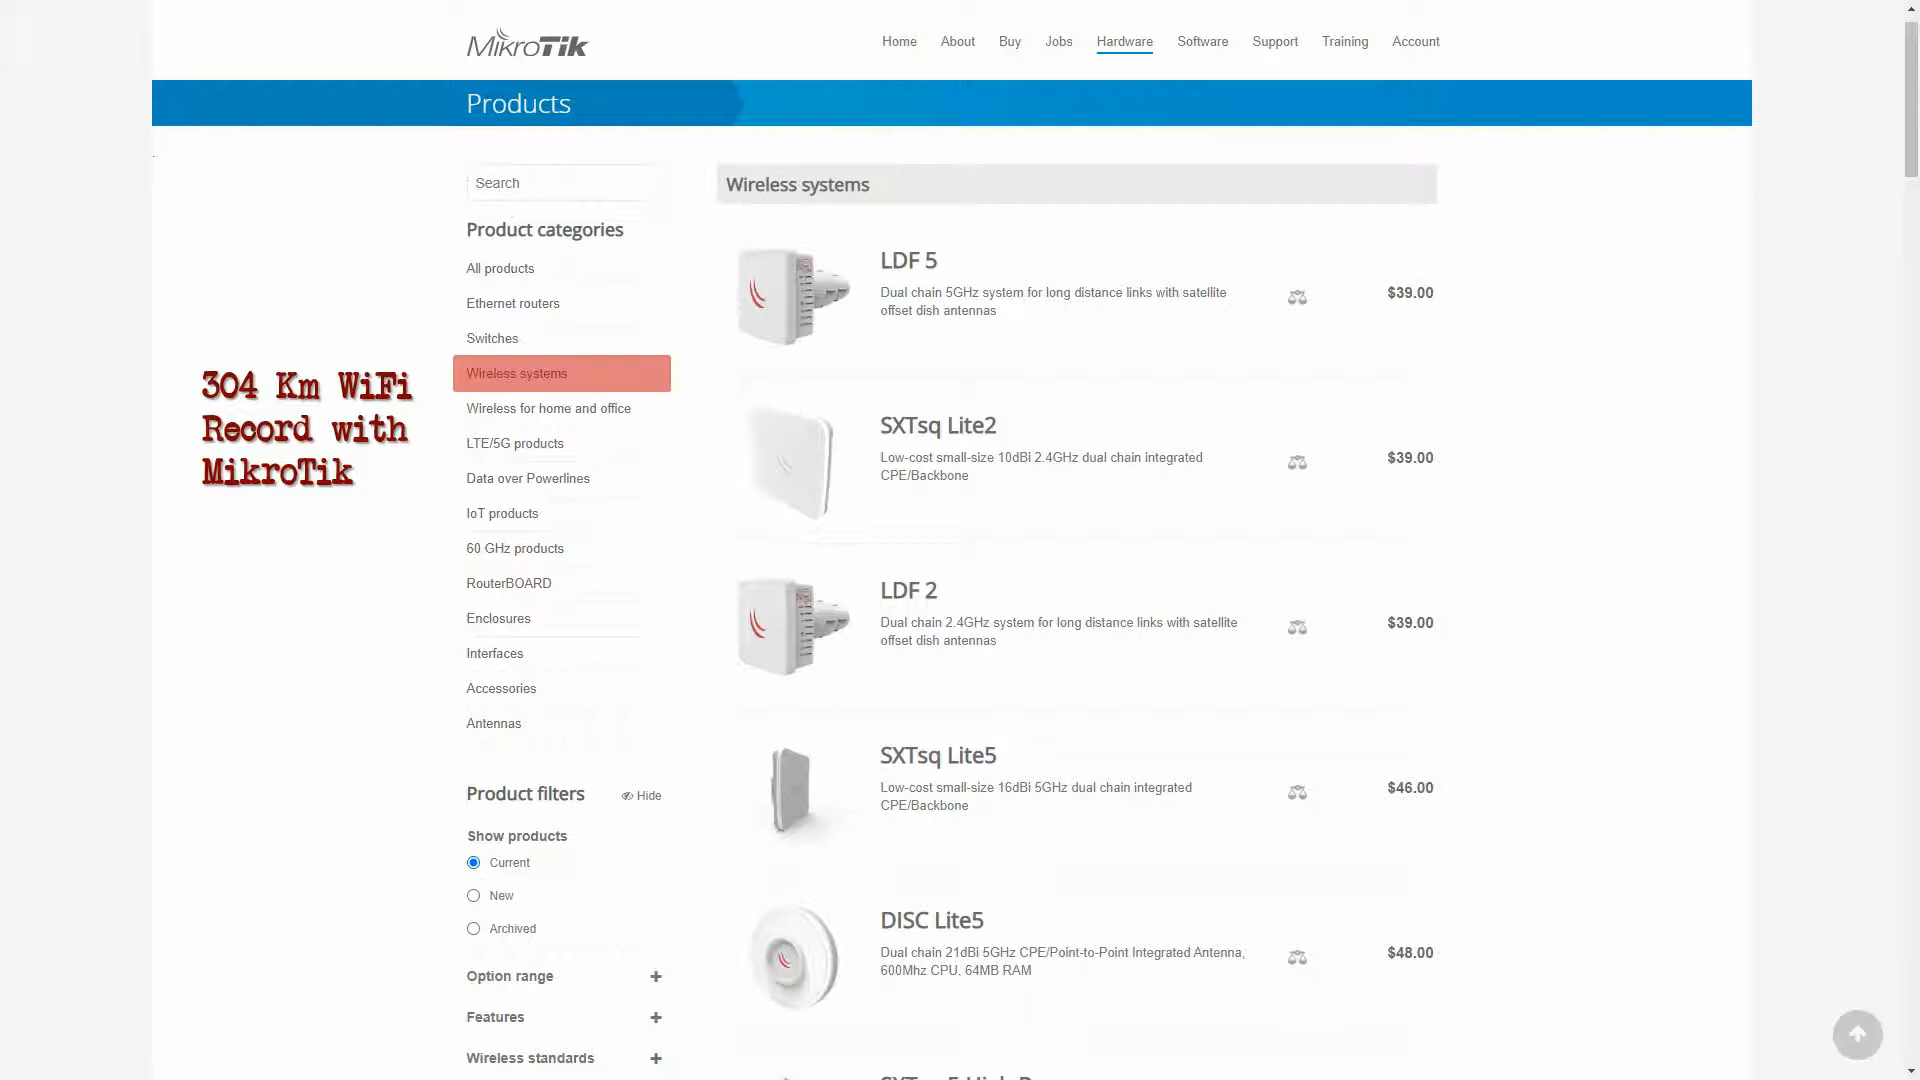 MikroTik
Home About Buy Jobs Hardware Software Support Training Account
Products
Search
Product categories
All products
Ethernet routers
Switches
Wireless systems
Wireless for home and office
LTE/5G products
Data over Powerlines
IoT products
60 GHz products
RouterBOARD
Enclosures
Interfaces
Accessories
Antennas
Product filters
Hide
Show products
Current
New
Archived
Option range
Features
Wireless standards
304 Km WiFi
Record with
MikroTik
Wireless systems
LDF 5
Dual chain 5GHz system for long distance links with satellite
offset dish antennas
$39.00
SXTsq Lite2
Low-cost small-size 10dBi 2.4GHz dual chain integrated
CPE/Backbone
$39.00
LDF 2
Dual chain 2.4GHz system for long distance links with satellite
offset dish antennas
$39.00
SXTsq Lite5
Low-cost small-size 16dBi 5GHz dual chain integrated
CPE/Backbone
$46.00
DISC Lite5
Dual chain 21dBi 5GHz CPE/Point-to-Point Integrated Antenna,
600Mhz CPU, 64MB RAM
$48.00